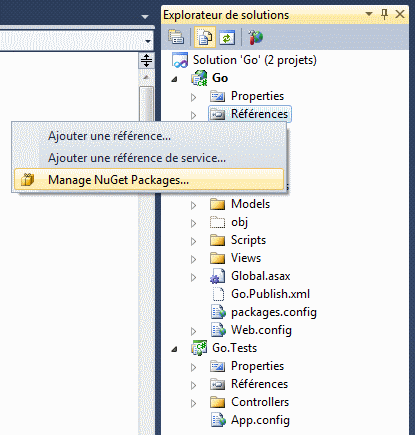 Explorateur de solutions
Solution 'Go' (2 projets)
Go
Properties
Références
Ajouter une référence...
Ajouter une référence de service...
Manage NuGet Packages...
Models
obj
Scripts
Views
Global.asax
Go.Publish.xml
packages.config
Web.config
Go.Tests
Properties
Références
Controllers
App.config